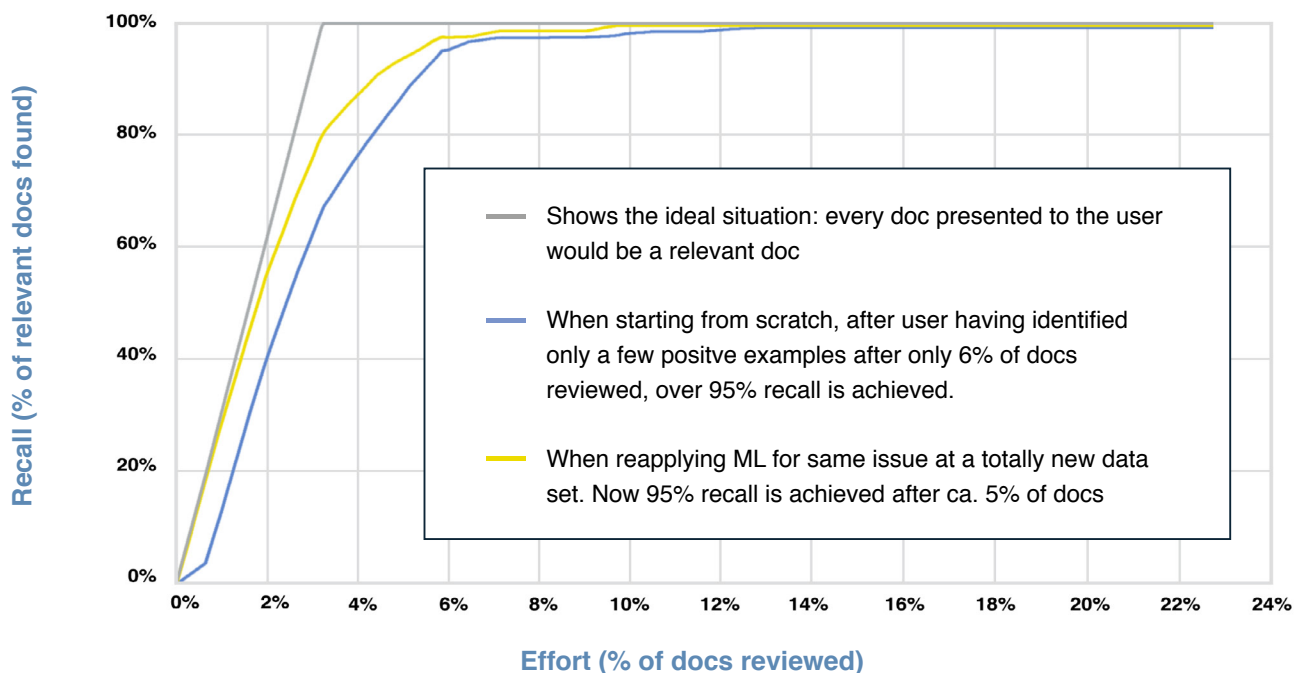 Recall (% of relevant docs found)
100%
80%
60%
40%
20%
0%
Shows the ideal situation: every doc presented to the user
would be a relevant doc
When starting from scratch, after user having identified
only a few positve examples after only 6% of docs
reviewed, over 95% recall is achieved.
When reapplying ML for same issue at a totally new data
set. Now 95% recall is achieved after ca. 5% of docs
0% 2% 4% 6% 8% 10% 12% 14% 16% 18% 20% 22% 24%
Effort (% of docs reviewed)